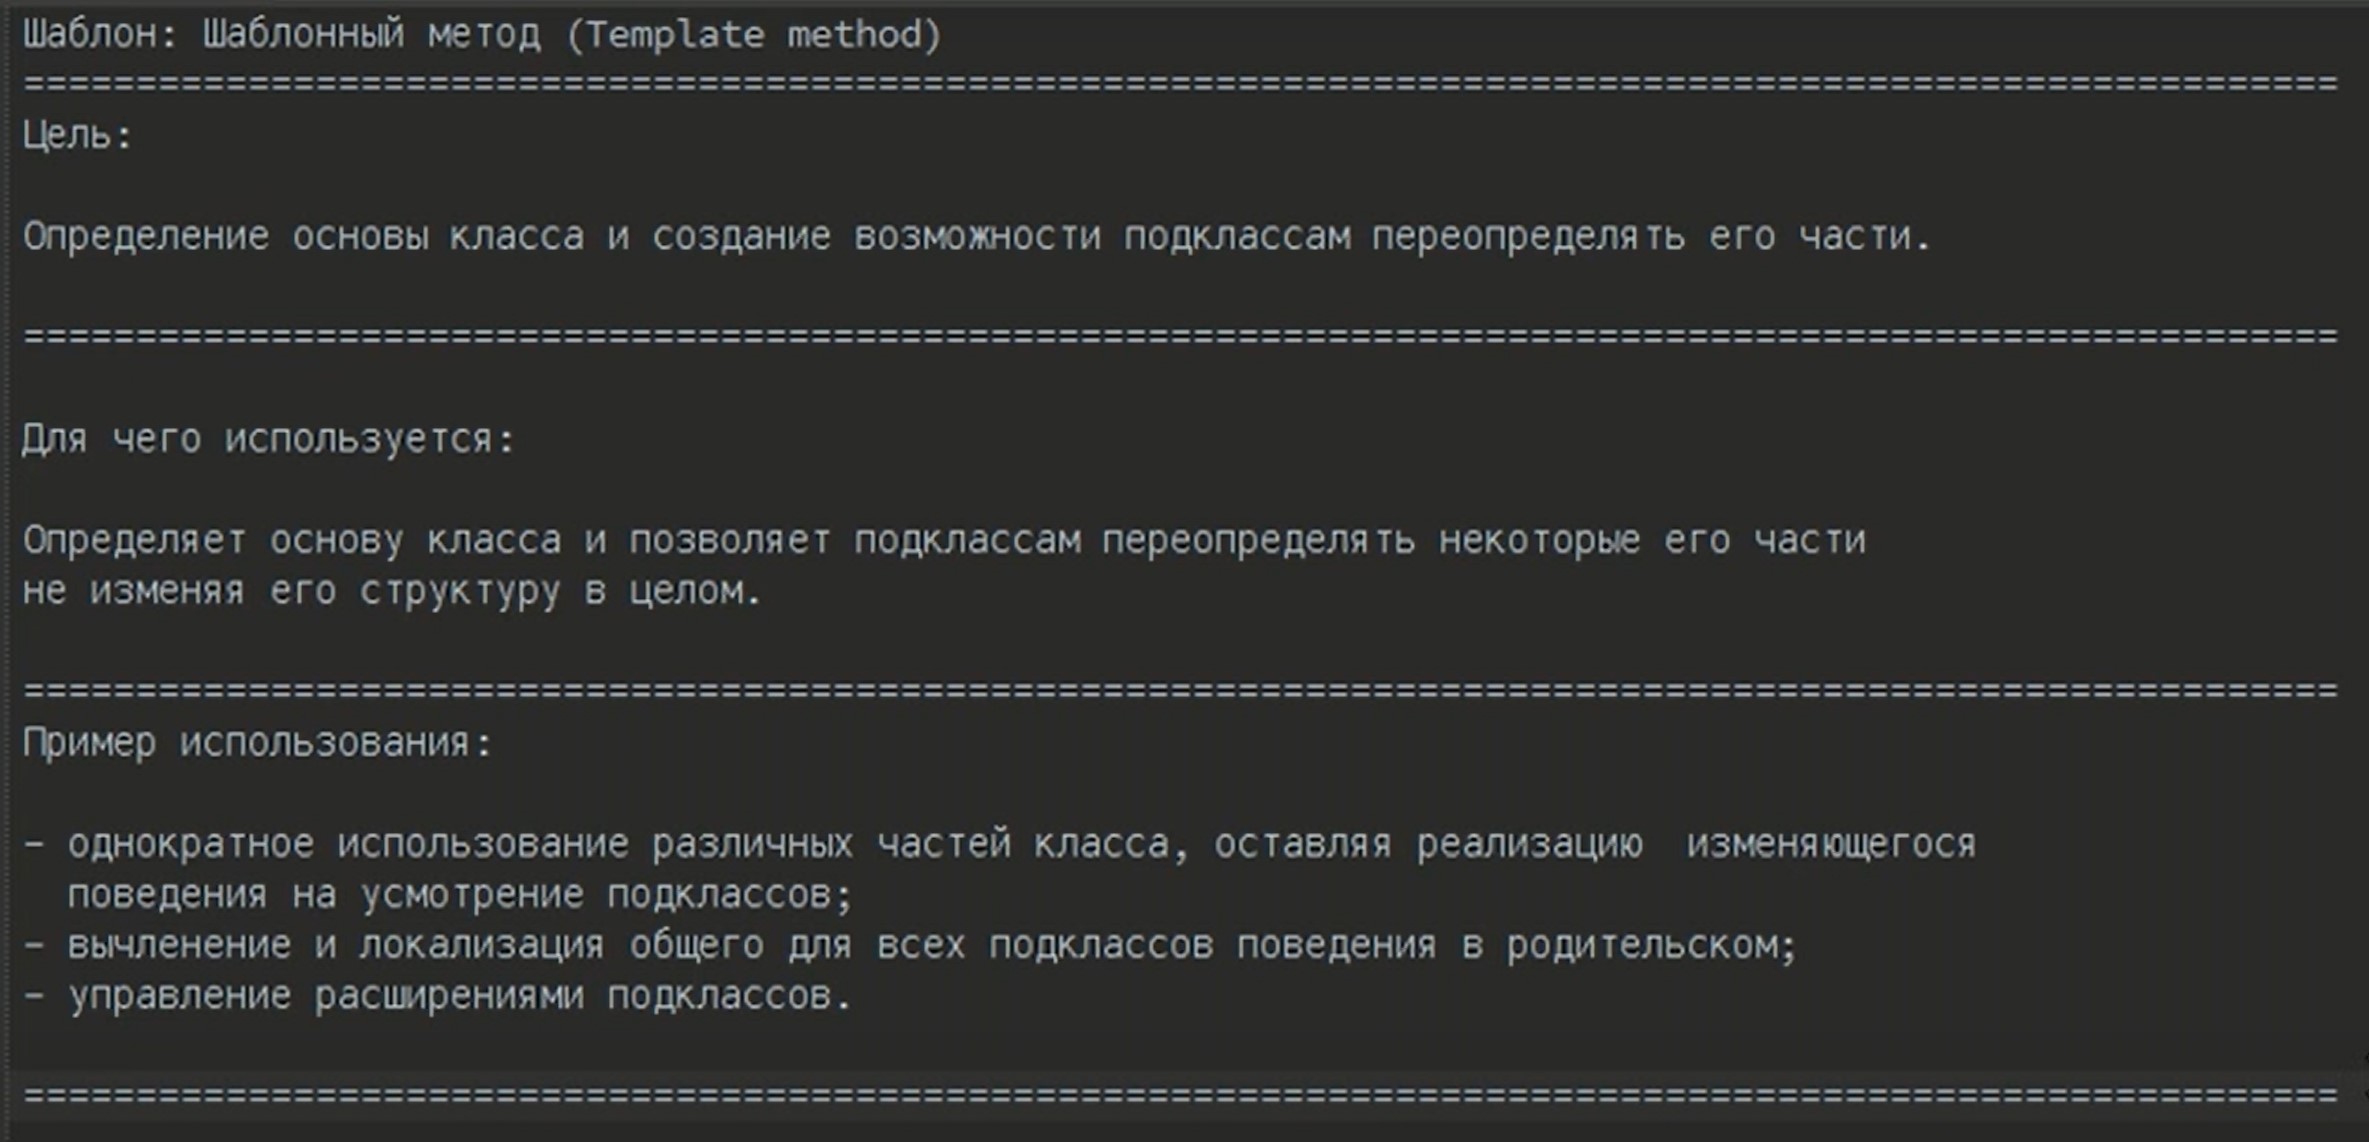 Шаблон: Шаблонный метод (Template method)
=======================================================================================================
Цель:
Определение основы класса и создание возможности подклассам переопределять его части.
=======================================================================================================
Для чего используется:
Определяет основу класса и позволяет подклассам переопределять некоторые его части
не изменяя его структуру в целом.
=======================================================================================================
Пример использования:
- однократное использование различных частей класса, оставляя реализацию  изменяющегося
поведения на усмотрение подклассов;
- вычленение и локализация общего для всех подклассов поведения в родительском;
- управление расширениями подклассов.
=======================================================================================================